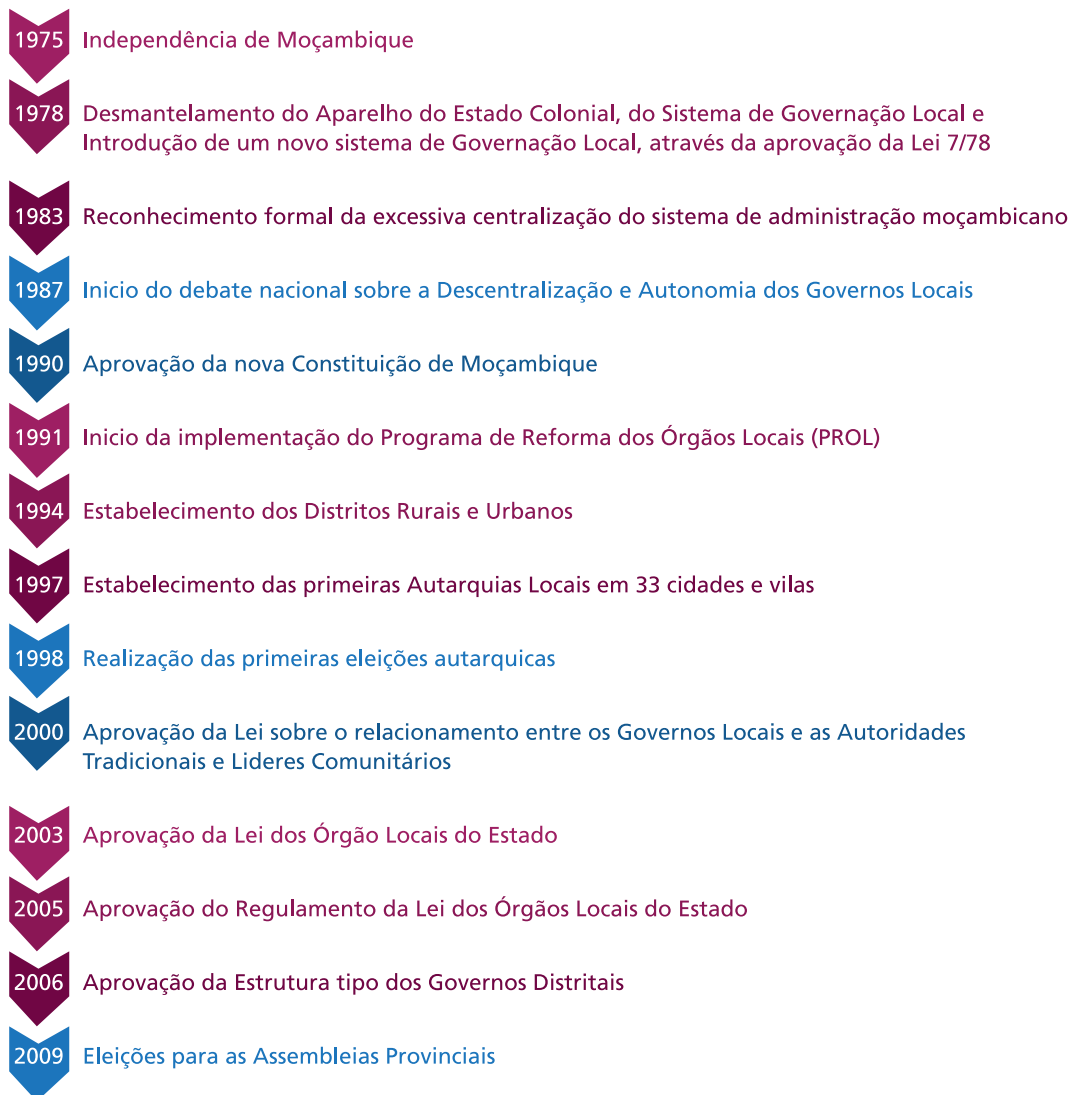 1975 Independência de Moçambique
1978 Desmantelamento do Aparelho do Estado Colonial, do Sistema de Governação Local e
Introdução de um novo sistema de Governação Local, através da aprovação da Lei 7/78
1983 Reconhecimento formal da excessiva centralização do sistema de administração moçambicano
1987 Inicio do debate nacional sobre a Descentralização e Autonomia dos Governos Locais
1990 Aprovação da nova Constituição de Moçambique
1991 Inicio da implementação do Programa de Reforma dos Órgãos Locais (PROL)
1994 Estabelecimento dos Distritos Rurais e Urbanos
1997 Estabelecimento das primeiras Autarquias Locais em 33 cidades e vilas
1998 Realização das primeiras eleições autarquicas
2000 Aprovação da Lei sobre o relacionamento entre os Governos Locais e as Autoridades
Tradicionais e Lideres Comunitários
2003 Aprovação da Lei dos Órgão Locais do Estado
2005 Aprovação do Regulamento da Lei dos Órgãos Locais do Estado
2006 Aprovação da Estrutura tipo dos Governos Distritais
2009 Eleições para as Assembleias Provinciais